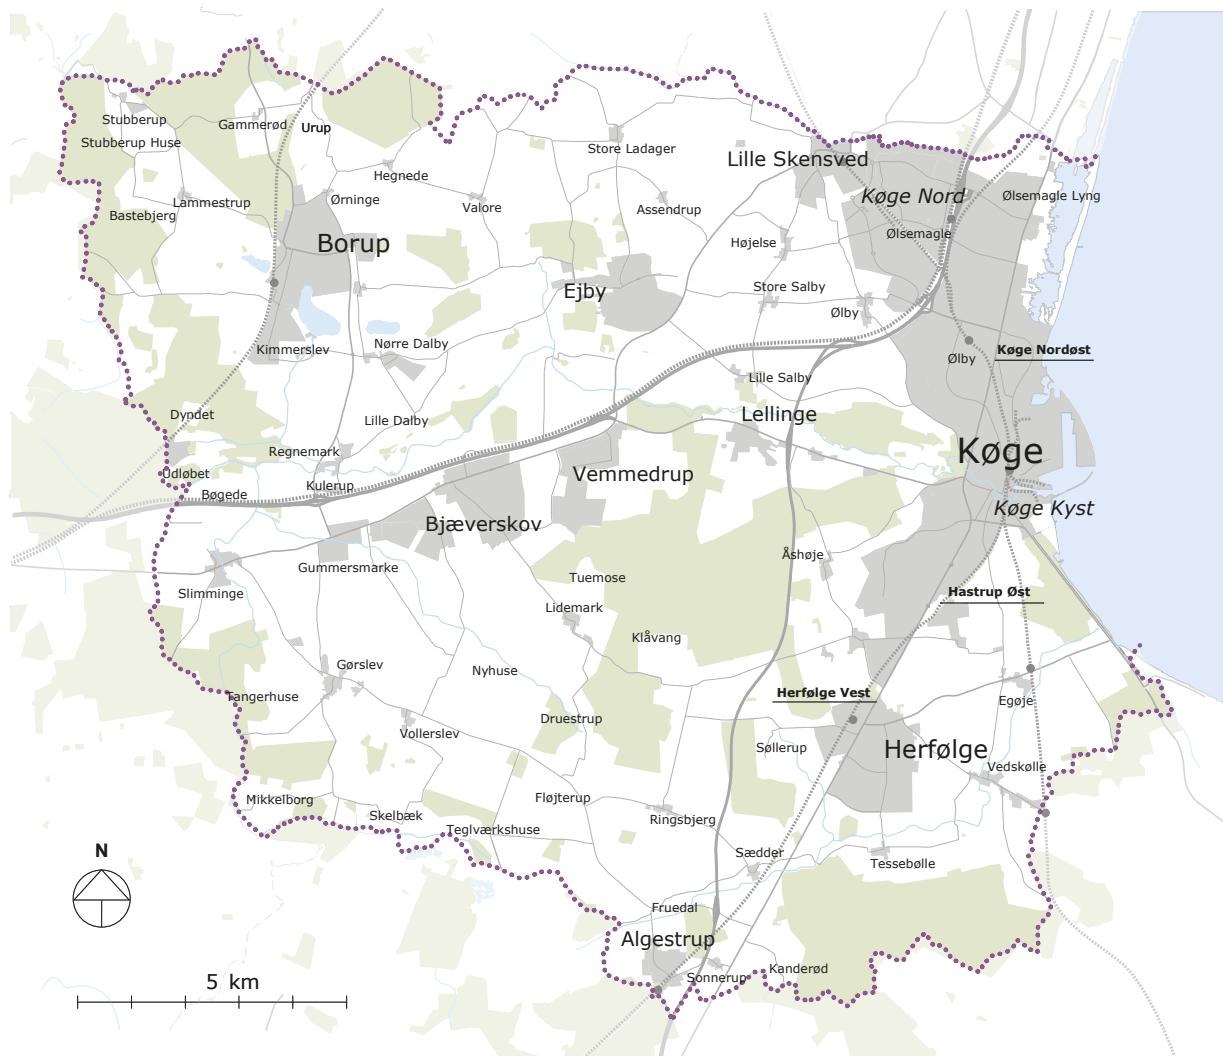 Stubberup
Gammerød
Urup
Stubberup Huse
Store Ladager
Lille Skensved
Hegnede
Køge Nord
Ølsemagle Lyng
Lammestrup
Ørninge
Bastebjerg
Valore
Assendrup
Ølsemagle
Borup
Højelse
Ejby
Store Salby
Ølby
Kimmerslev
Nørre Dalby
Ølby
Køge Nordøst
Lille Salby
Dyndet
Lille Dalby
Lellinge
Regnemark
Køge
Udløbet
Vemmedrup
Kulerup
Bøgede
Køge Kyst
Bjæverskov
Åshøje
Gummersmarke
Tuemose
Slimminge
Hastrup Øst
Lidemark
Klåvang
Gørslev
Nyhuse
Tangerhuse
Herfølge Vest
Egøje
Druestrup
Vollerslev
Søllerup
Herfølge
Vedskølle
Mikkelborg
Fløjterup
Skelbæk
Ringsbjerg
Teglværkshuse
N
Sædder
Tessebølle
Fruedal
Algestrup
Kanderød
Sonnerup
5 km